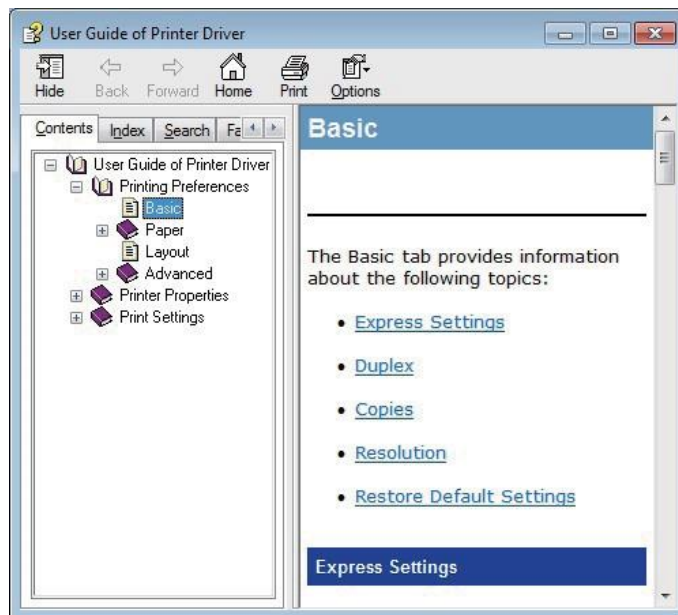 User Guide of Printer Driver
Hide Back Forward Home Print Options
Contents Index Search Fa
User Guide of Printer Driver
Printing Preferences
Basic
Paper
Layout
Advanced
Printer Properties
Print Settings
Basic
The Basic tab provides information
about the following topics:
• Express Settings
• Duplex
• Copies
• Resolution
• Restore Default Settings
Express Settings